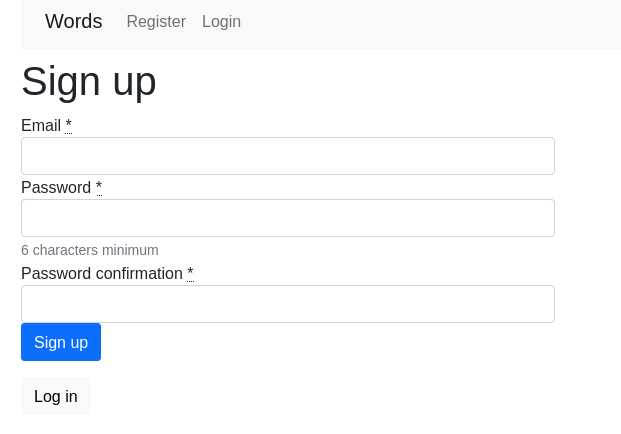 Words Register Login
Sign up
Email *
Password *
6 characters minimum
Password confirmation *
Sign up
Log in